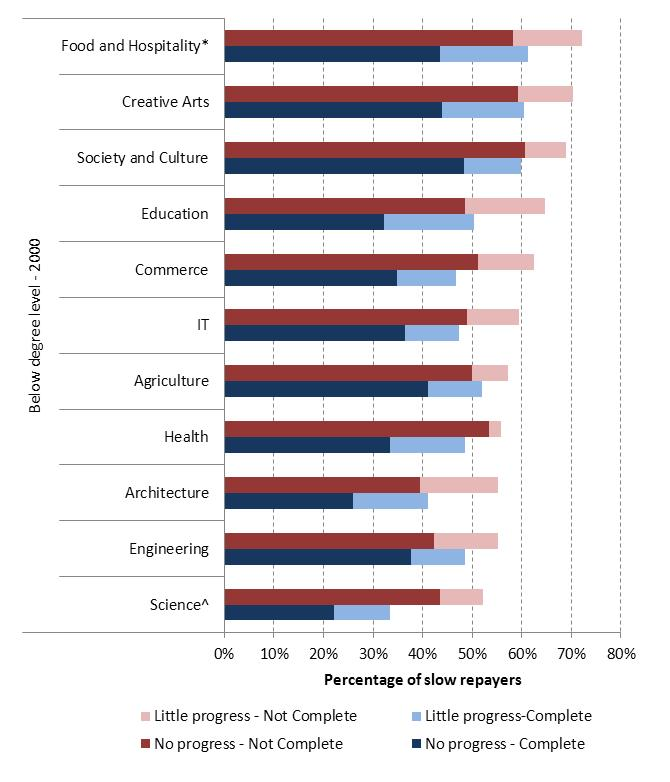 Food and Hospitality*
Creative Arts
Society and Culture
Education
Commerce
IT
Agriculture
Health
Architecture
Engineering
Science^
Below degree level - 2000
0% 10% 20% 30% 40% 50% 60% 70% 80%
Percentage of slow repayers
Little progress - Not Complete Little progress-Complete
No progress - Not Complete No progress - Complete